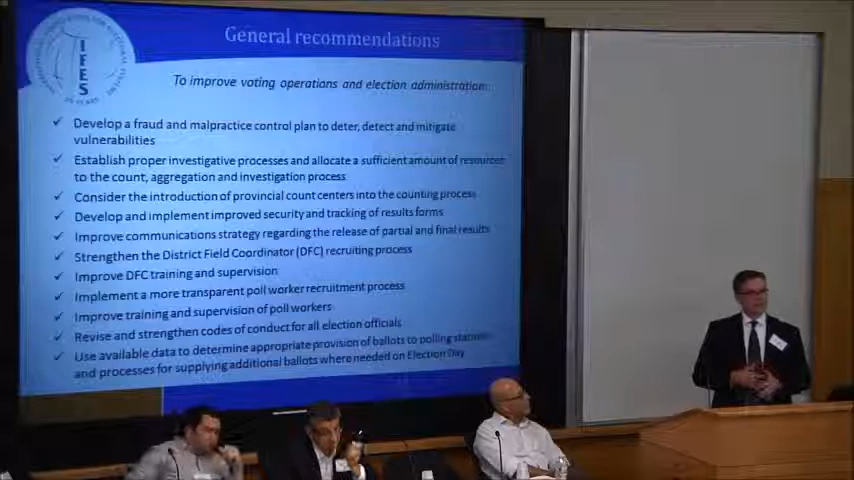 General recommendations
IFES
To improve voting operations and election administration...
Develop a fraud and malpractice control plan to deter, detect and mitigate
vulnerabilities
Establish proper investigative processes and allocate a sufficient amount of resources
to the count, aggregation and investigation process
Consider the introduction of provincial count centers into the counting process
Develop and implement improved security and tracking of results forms
Improve communications strategy regarding the release of partial and final results
Strengthen the District Field Coordinator (DFC) recruiting process
Improve DFC training and supervision
Implement a more transparent poll worker recruitment process
Improve training and supervision of poll workers
Revise and strengthen codes of conduct for all election officials
Use available data to determine appropriate provision of ballots to polling stations
and processes for supplying additional ballots where needed on Election Day